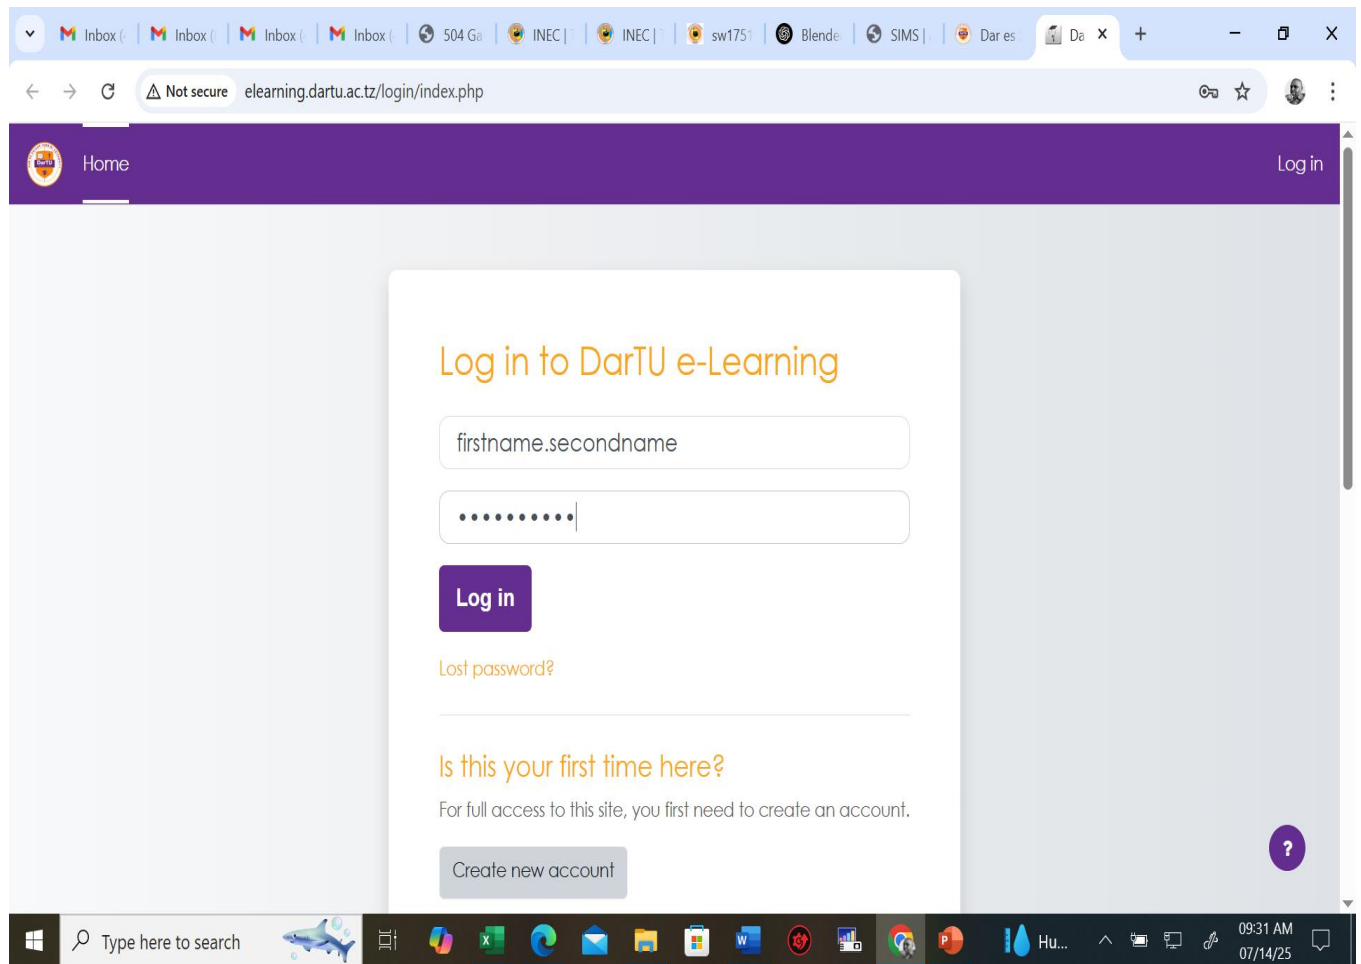 Inbox (
Inbox (
Inbox (
Inbox (
504 Ga
INEC |
INEC |
sw1751
Blende
SIMS |
Dar es
Da
Not secure
elearning.dartu.ac.tz/login/index.php
DarTU
Home
Log in
Log in to DarTU e-Learning
firstname.secondname
••••••••••
Log in
Lost password?
Is this your first time here?
For full access to this site, you first need to create an account.
Create new account
?
Type here to search
Hu...
09:31 AM
07/14/25